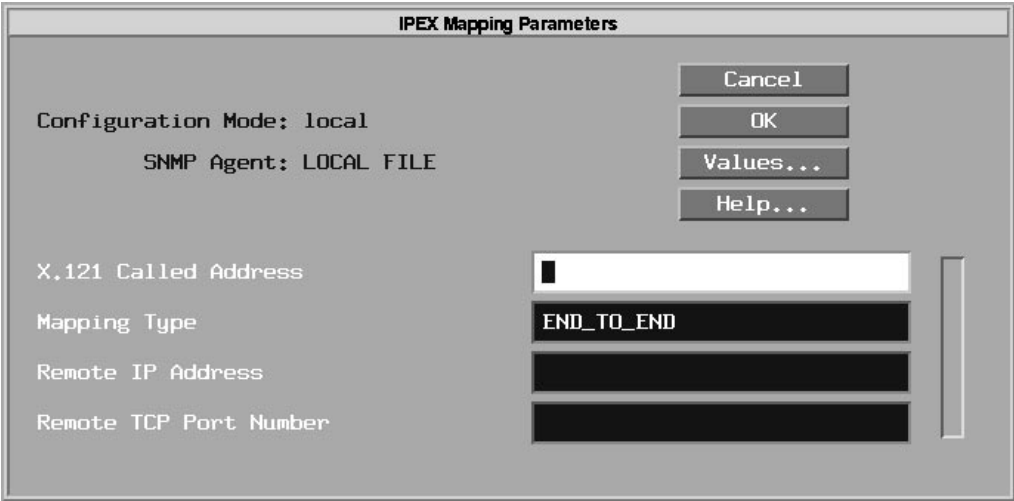 IPEX Mapping Parameters
Cancel
Configuration Mode: local
OK
SNMP Agent: LOCAL FILE
Values...
Help...
X.121 Called Address
Mapping Type END_TO_END
Remote IP Address
Remote TCP Port Number